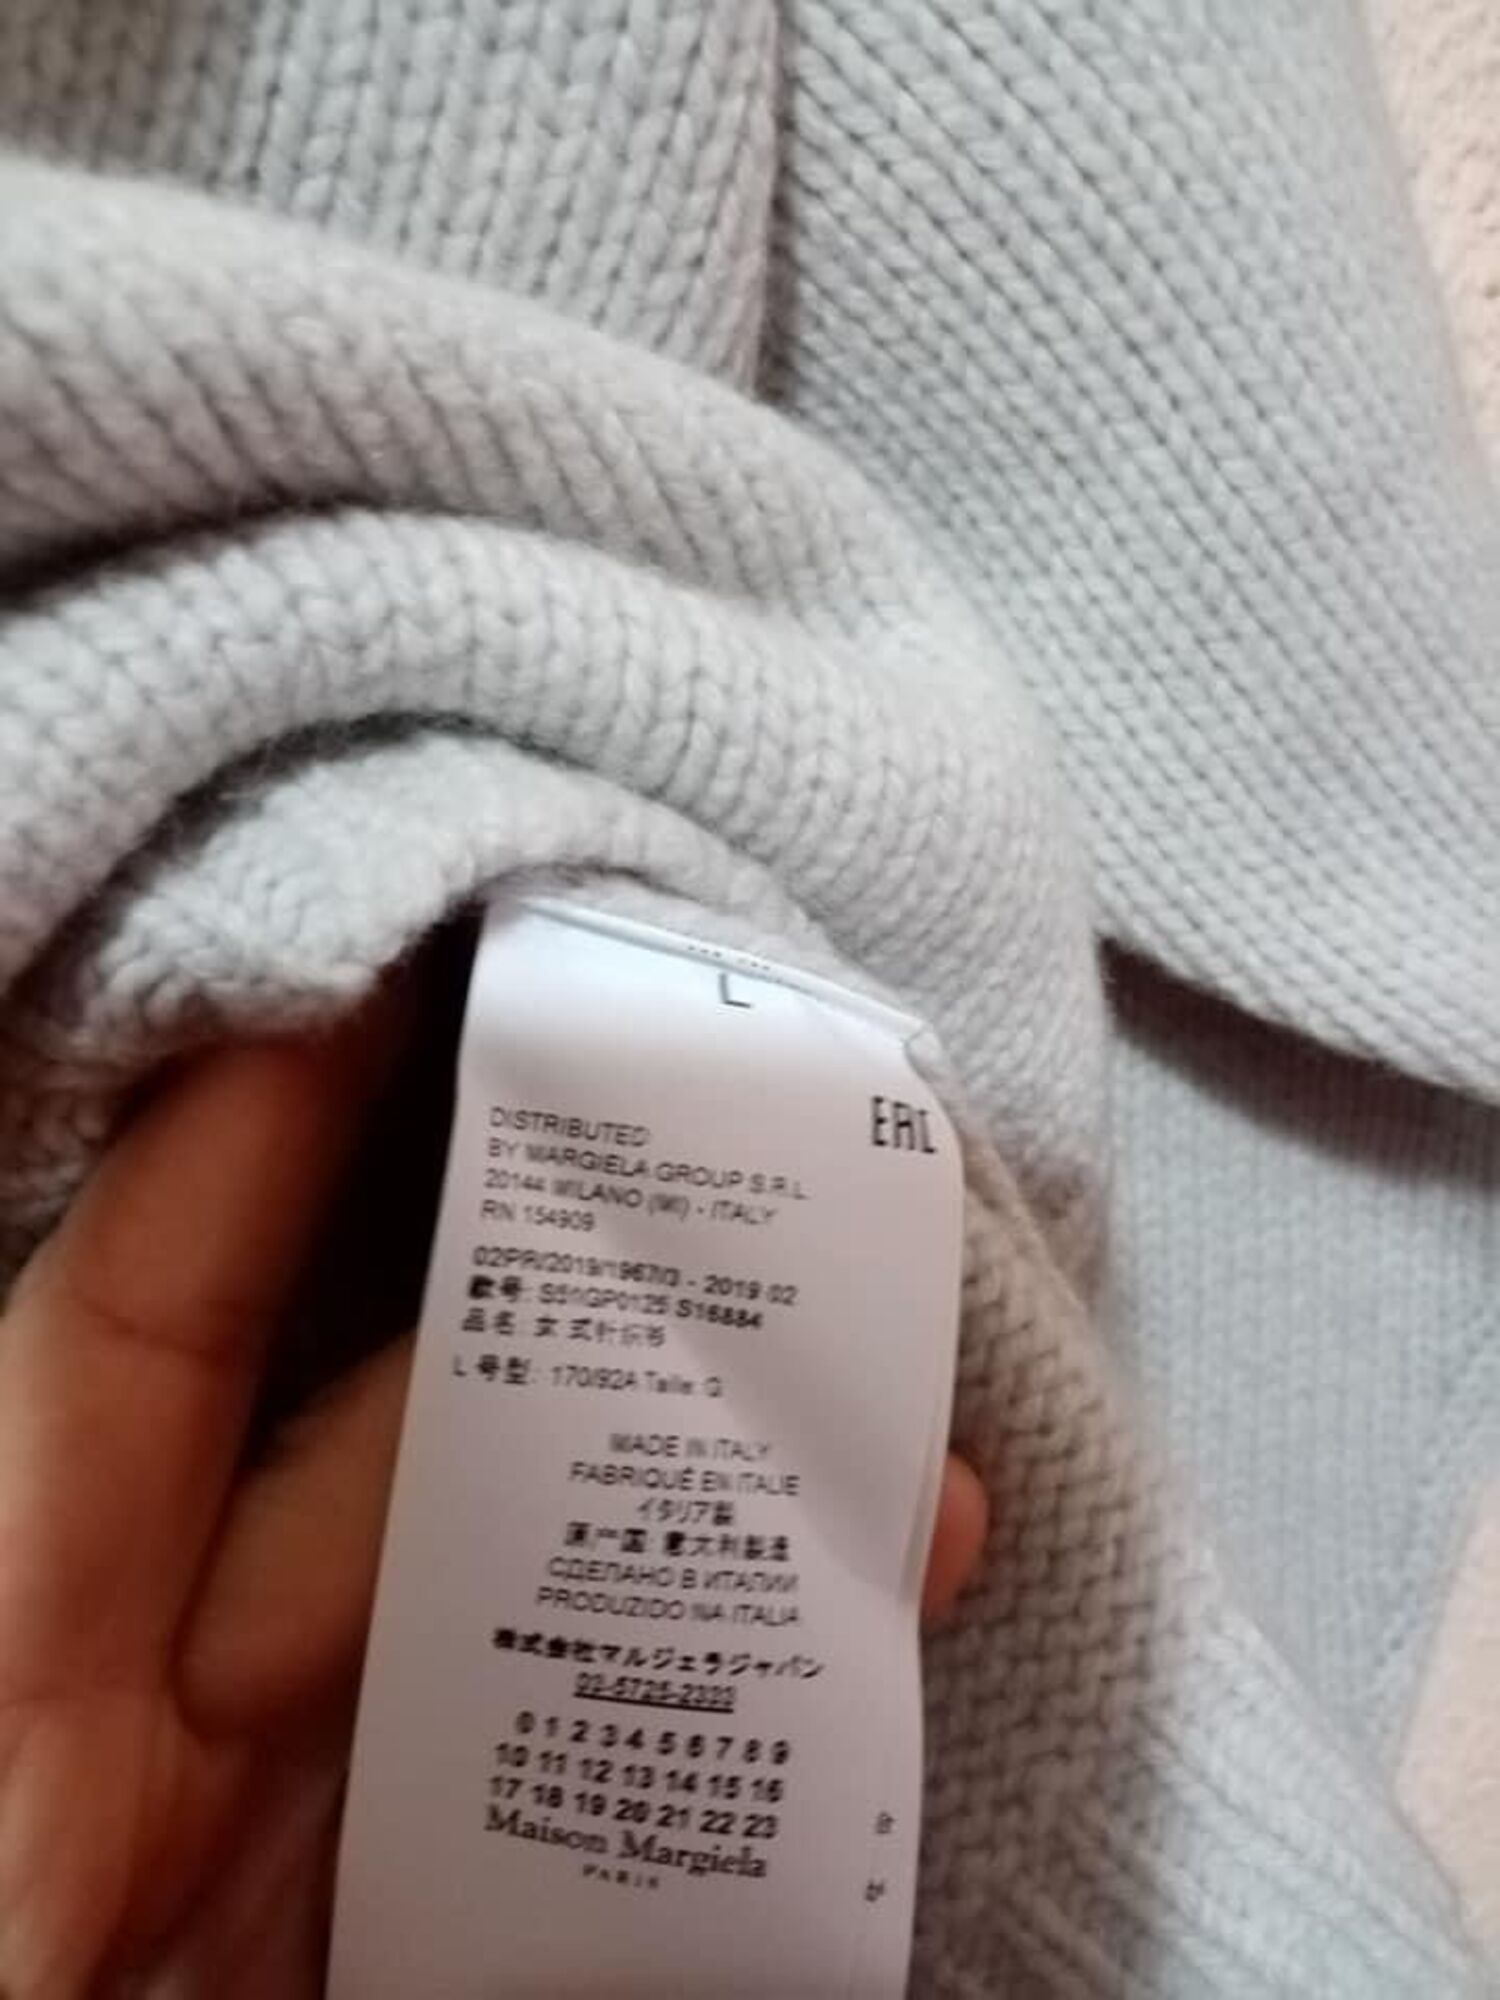 L
EAC
DISTRIBUTED
BY MARGIELA GROUP S.R.L
20144 MILANO (MI) - ITALY
RN 154909
02PR/2019/1967/3 - 2019 02
款号: S51GP0125 S16884
品名: 女式针织衫
L 号型: 170/92A Talle: G
MADE IN ITALY
FABRIQUÉ EN ITALIE
イタリア製
原产国 意大利製造
СДЕЛАНО В ИТАЛИИ
PRODUZIDO NA ITALIA
株式会社マルジェラジャパン
03-5725-2300
0 1 2 3 4 5 6 7 8 9
10 11 12 13 14 15 16
17 18 19 20 21 22 23
Maison Margiela
PARIS